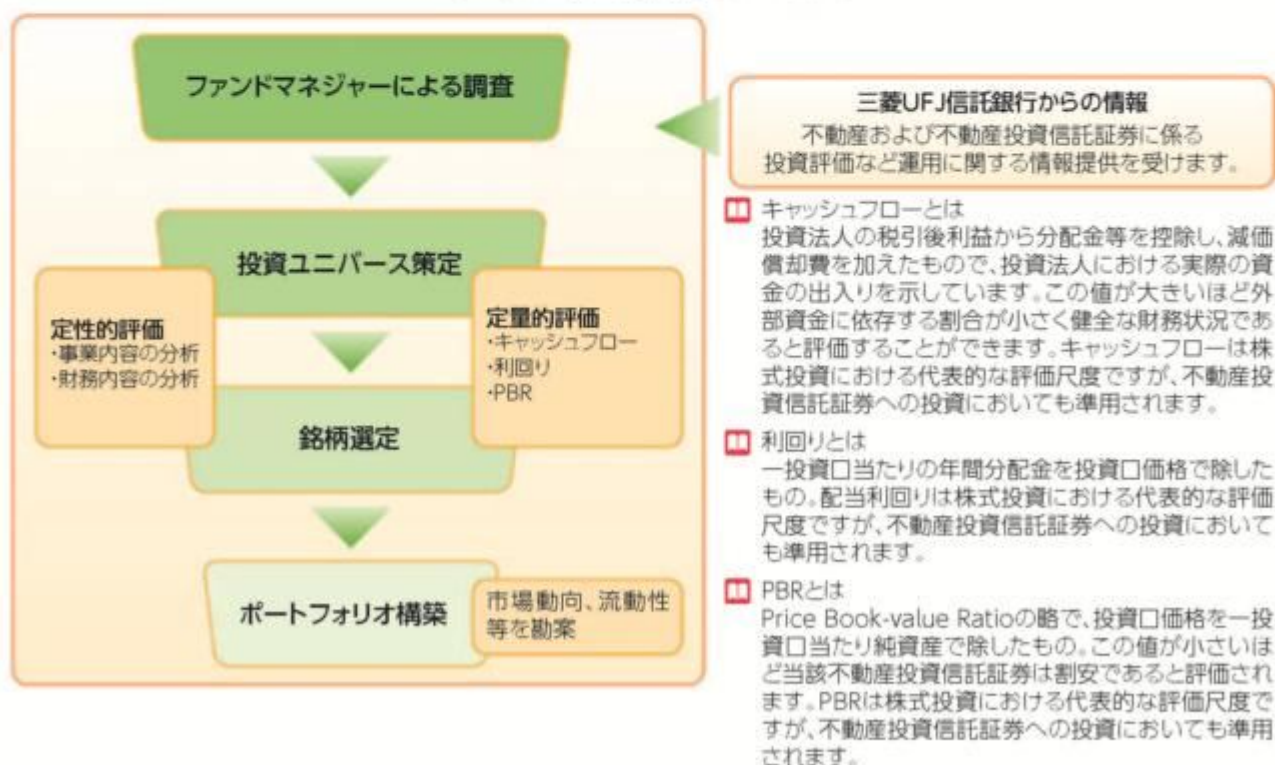 ファンドマネジャーによる調査
投資ユニバース策定
定性的評価
・事業内容の分析
・財務内容の分析
定量的評価
・キャッシュフロー
・利回り
・PBR
銘柄選定
ポートフォリオ構築
市場動向、流動性
等を勘案
三菱UFJ信託銀行からの情報
不動産および不動産投資信託証券に係る
投資評価など運用に関する情報提供を受けます。
キャッシュフローとは
投資法人の税引後利益から分配金等を控除し、減価
償却費を加えたもので、投資法人における実際の資
金の出入りを示しています。この値が大きいほど外
部資金に依存する割合が小さく健全な財務状況であ
ると評価することができます。キャッシュフローは株
式投資における代表的な評価尺度ですが、不動産投
資信託証券への投資においても準用されます。
利回りとは
一投資口当たりの年間分配金を投資口価格で除した
もの。配当利回りは株式投資における代表的な評価
尺度ですが、不動産投資信託証券への投資において
も準用されます。
PBRとは
Price Book-value Ratioの略で、投資口価格を一投
資口当たり純資産で除したもの。この値が小さいほ
ど当該不動産投資信託証券は割安であると評価され
ます。PBRは株式投資における代表的な評価尺度で
すが、不動産投資信託証券への投資においても準用
されます。